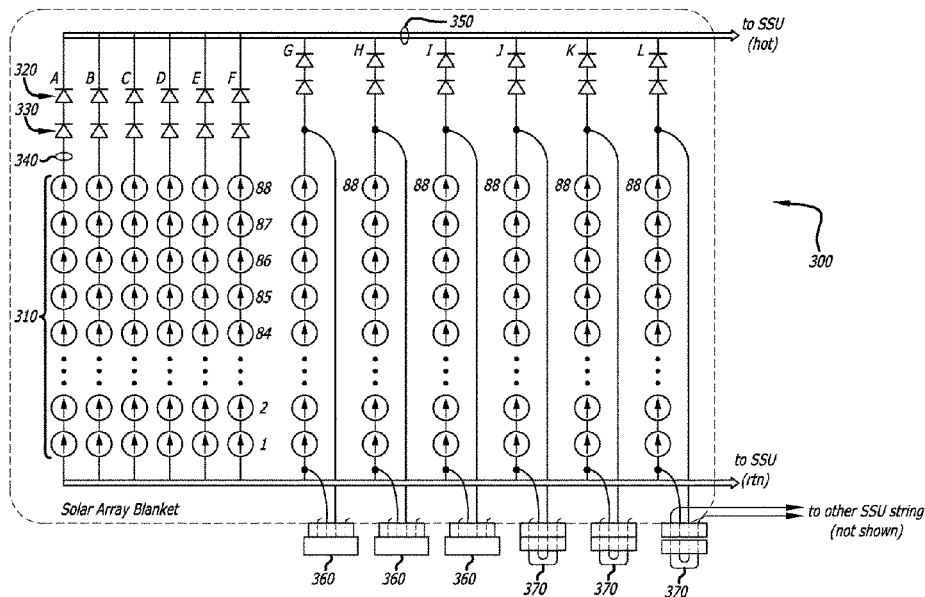 350
to SSU
(hot)
G H I J K L
320 A B C D E F
330
340
88 88 88 88 88 88
87
86
300
310
85
84
2
1
to SSU
(rtn)
Solar Array Blanket
to other SSU string
(not shown)
360 360 360 370 370 370